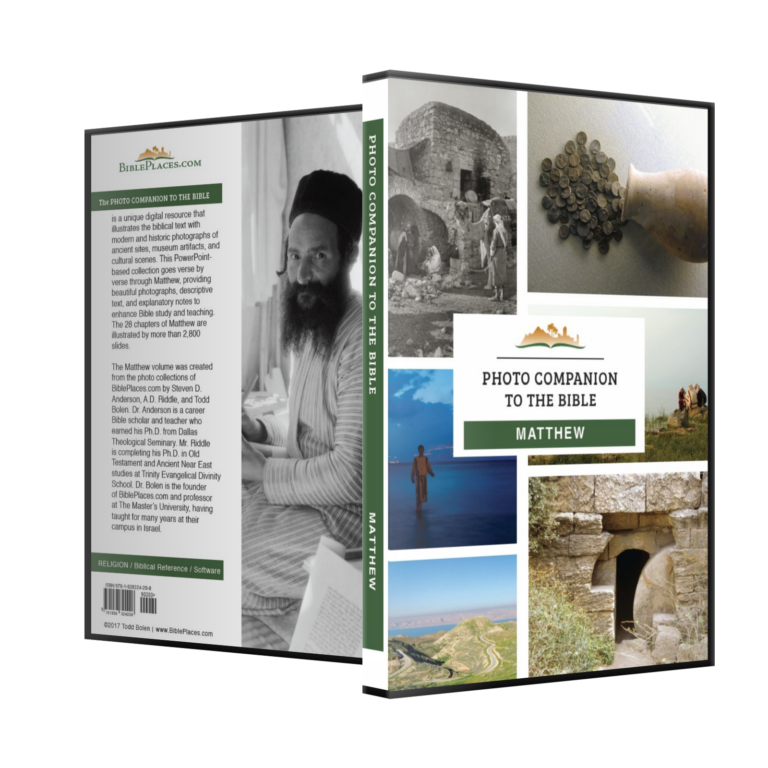 BIBLEPLACES.COM
The PHOTO COMPANION TO THE BIBLE
is a unique digital resource that
illustrates the biblical text with
modern and historic photographs of
ancient sites, museum artifacts, and
cultural scenes. This PowerPoint-
based collection goes verse by
verse through Matthew, providing
beautiful photographs, descriptive
text, and explanatory notes to
enhance Bible study and teaching.
The 28 chapters of Matthew are
illustrated by more than 2,800
slides.
The Matthew volume was created
from the photo collections of
BiblePlaces.com by Steven D.
Anderson, A.D. Riddle, and Todd
Bolen. Dr. Anderson is a career
Bible scholar and teacher who
earned his Ph.D. from Dallas
Theological Seminary. Mr. Riddle
is completing his Ph.D. in Old
Testament and Ancient Near East
studies at Trinity Evangelical Divinity
School. Dr. Bolen is the founder
of BiblePlaces.com and professor
at The Master's University, having
taught for many years at their
campus in Israel.
RELIGION / Biblical Reference / Software
©2017 Todd Bolen | www.BiblePlaces.com
PHOTO COMPANION TO THE BIBLE
MATTHEW
PHOTO COMPANION
TO THE BIBLE
MATTHEW